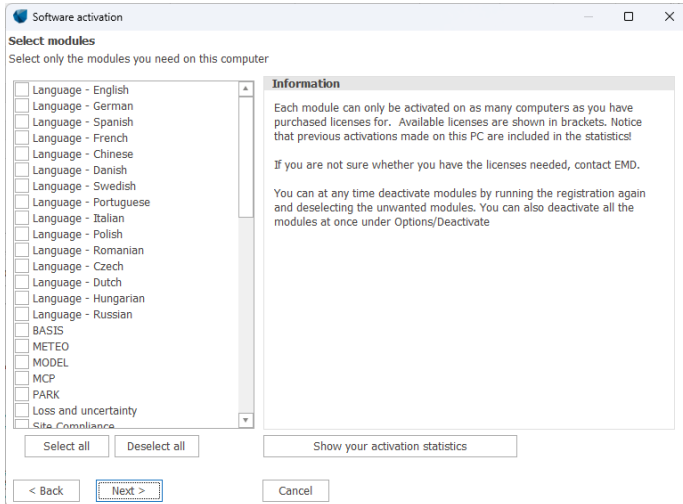 Software activation
Select modules
Select only the modules you need on this computer
Language - English
Language - German
Language - Spanish
Language - French
Language - Chinese
Language - Danish
Language - Swedish
Language - Portuguese
Language - Italian
Language - Polish
Language - Romanian
Language - Czech
Language - Dutch
Language - Hungarian
Language - Russian
BASIS
METEO
MODEL
MCP
PARK
Loss and uncertainty
Site Compliance
Information
Each module can only be activated on as many computers as you have
purchased licenses for.  Available licenses are shown in brackets. Notice
that previous activations made on this PC are included in the statistics!
If you are not sure whether you have the licenses needed, contact EMD.
You can at any time deactivate modules by running the registration again
and deselecting the unwanted modules. You can also deactivate all the
modules at once under Options/Deactivate
Select all
Deselect all
Show your activation statistics
< Back
Next >
Cancel